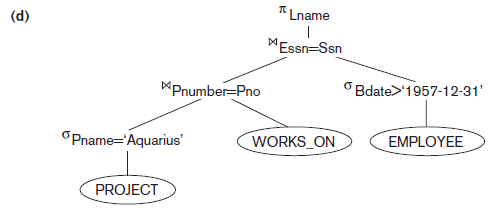 (d)
π Lname
⋈ Essn=Ssn
⋈ Pnumber=Pno
σ Bdate>'1957-12-31'
σ Pname='Aquarius'
WORKS_ON
EMPLOYEE
PROJECT